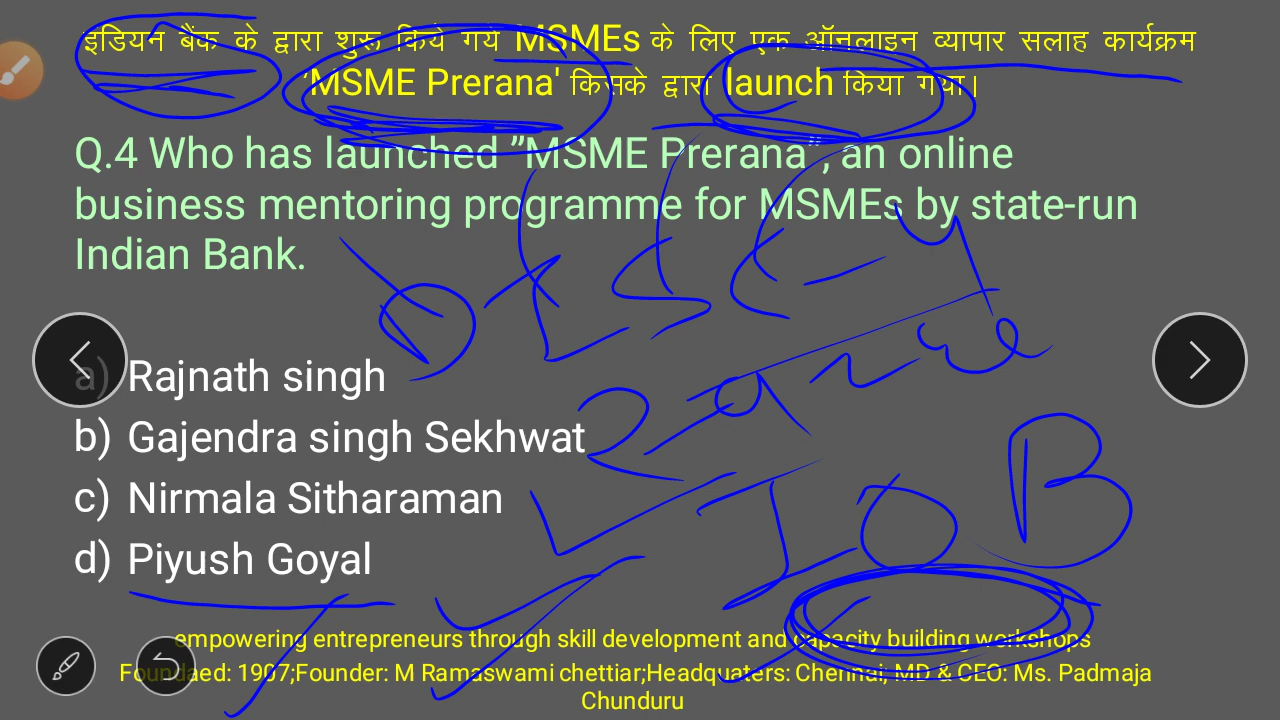 इंडियन बैंक के द्वारा शुरू किये गये MSMEs के लिए एक ऑनलाइन व्यापार सलाह कार्यक्रम
'MSME Prerana' किसके द्वारा launch किया गया।
Q.4 Who has launched ”MSME Prerana”, an online
business mentoring programme for MSMEs by state-run
Indian Bank.
a) Rajnath singh
b) Gajendra singh Sekhwat
c) Nirmala Sitharaman
d) Piyush Goyal
IOB
empowering entrepreneurs through skill development and capacity building workshops
Foundaed: 1907;Founder: M Ramaswami chettiar;Headquaters: Chennai; MD & CEO: Ms. Padmaja
Chunduru